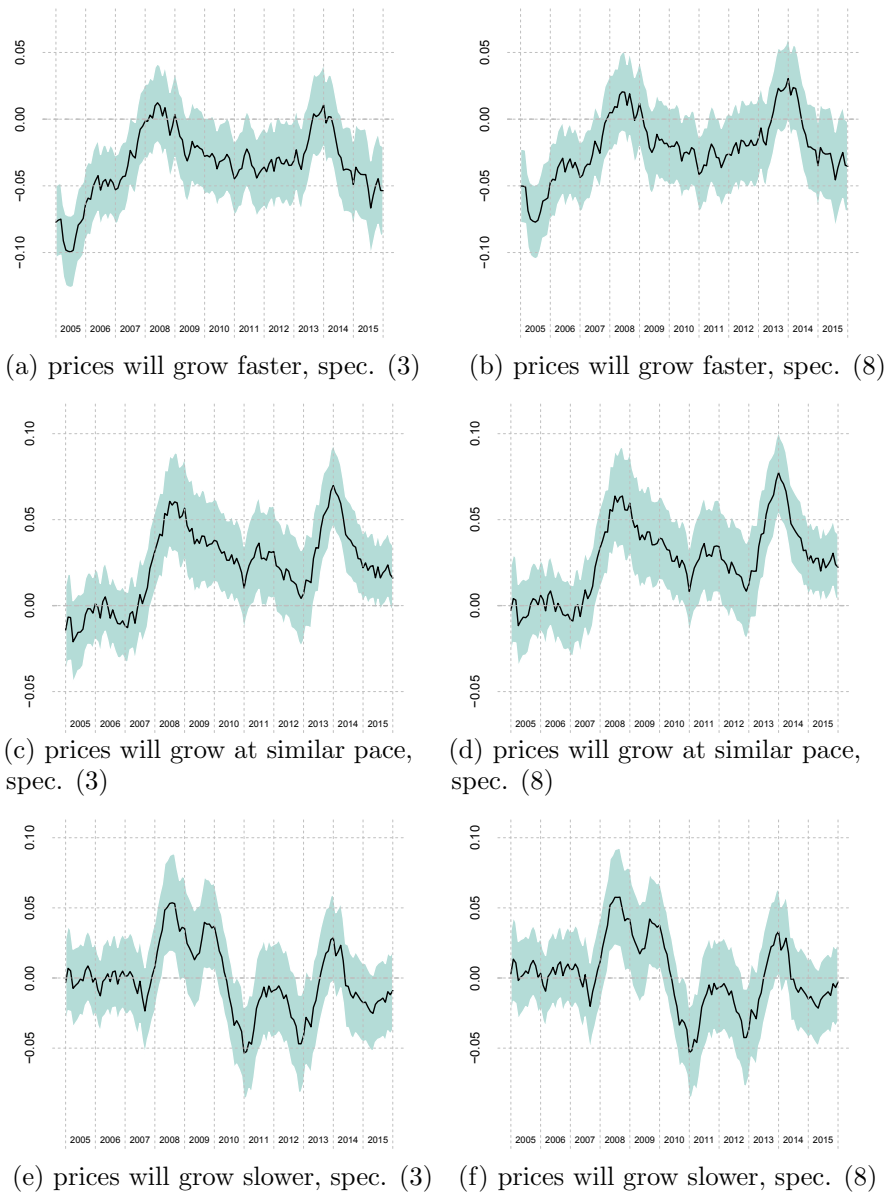 0.05
0.00
−0.05
−0.10
2005 2006 2007 2008 2009 2010 2011 2012 2013 2014 2015
(a) prices will grow faster, spec. (3)
0.05
0.00
−0.05
−0.10
2005 2006 2007 2008 2009 2010 2011 2012 2013 2014 2015
(b) prices will grow faster, spec. (8)
0.10
0.05
0.00
−0.05
2005 2006 2007 2008 2009 2010 2011 2012 2013 2014 2015
(c) prices will grow at similar pace,
spec. (3)
0.10
0.05
0.00
−0.05
2005 2006 2007 2008 2009 2010 2011 2012 2013 2014 2015
(d) prices will grow at similar pace,
spec. (8)
0.10
0.05
0.00
−0.05
2005 2006 2007 2008 2009 2010 2011 2012 2013 2014 2015
(e) prices will grow slower, spec. (3)
0.10
0.05
0.00
−0.05
2005 2006 2007 2008 2009 2010 2011 2012 2013 2014 2015
(f) prices will grow slower, spec. (8)